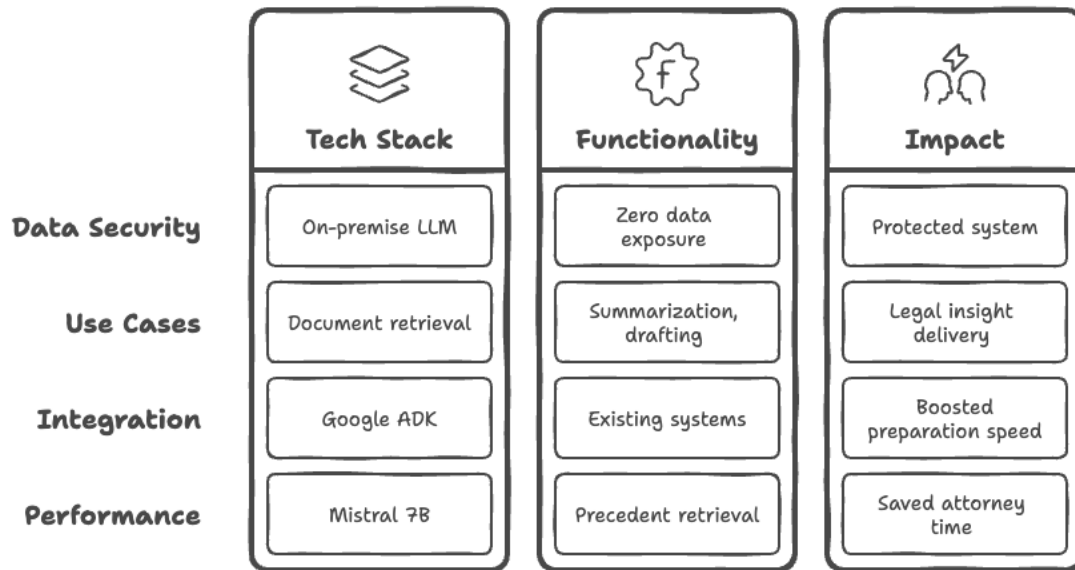 Tech Stack
Functionality
Impact
Data Security
On-premise LLM
Zero data
exposure
Protected system
Use Cases
Document retrieval
Summarization,
drafting
Legal insight
delivery
Integration
Google ADK
Existing systems
Boosted
preparation speed
Performance
Mistral 7B
Precedent retrieval
Saved attorney
time